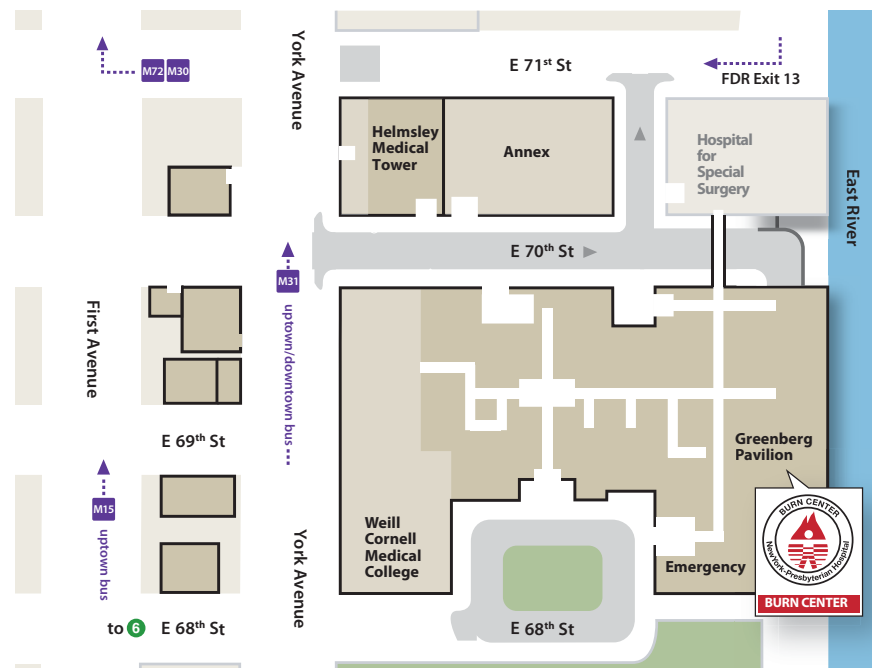 York Avenue
E 71st St
M72 M30
FDR Exit 13
Helmsley
Medical
Tower
Annex
Hospital
for
Special
Surgery
East River
E 70th St
M31
uptown/downtown bus
First Avenue
E 69th St
Greenberg
Pavilion
M15
uptown bus
York Avenue
Weill
Cornell
Medical
College
Emergency
BURN CENTER
NewYork-Presbyterian Hospital
BURN CENTER
to 6 E 68th St
E 68th St